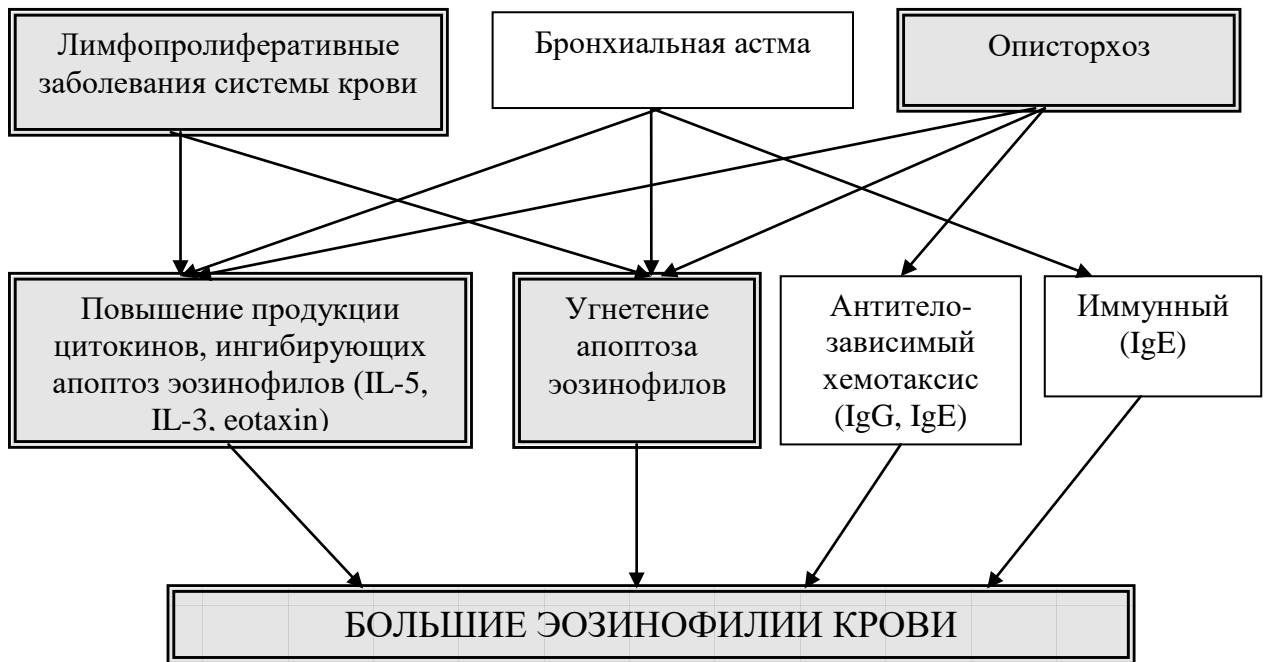 Лимфопролиферативные
заболевания системы крови
Бронхиальная астма
Описторхоз
Повышение продукции
цитокинов, ингибирующих
апоптоз эозинофилов (IL-5,
IL-3, eotaxin)
Угнетение
апоптоза
эозинофилов
Антитело-
зависимый
хемотаксис
(IgG, IgE)
Иммунный
(IgE)
БОЛЬШИЕ ЭОЗИНОФИЛИИ КРОВИ